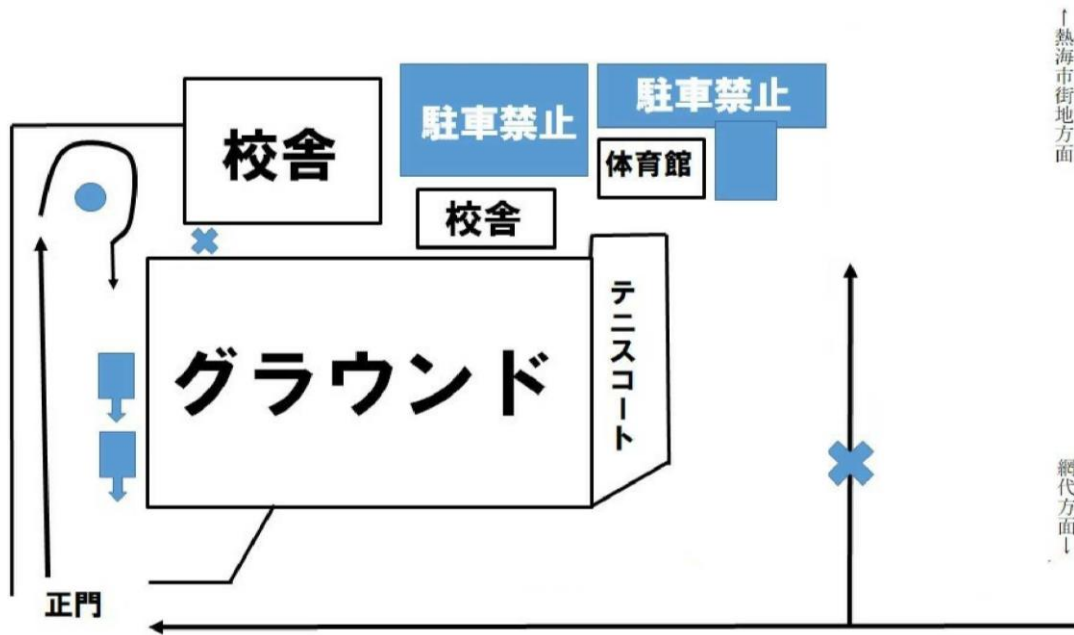 ↑熱海市街地方面
駐車禁止
駐車禁止
校舎
体育館
校舎
テニスコート
グラウンド
網代方面↓
正門